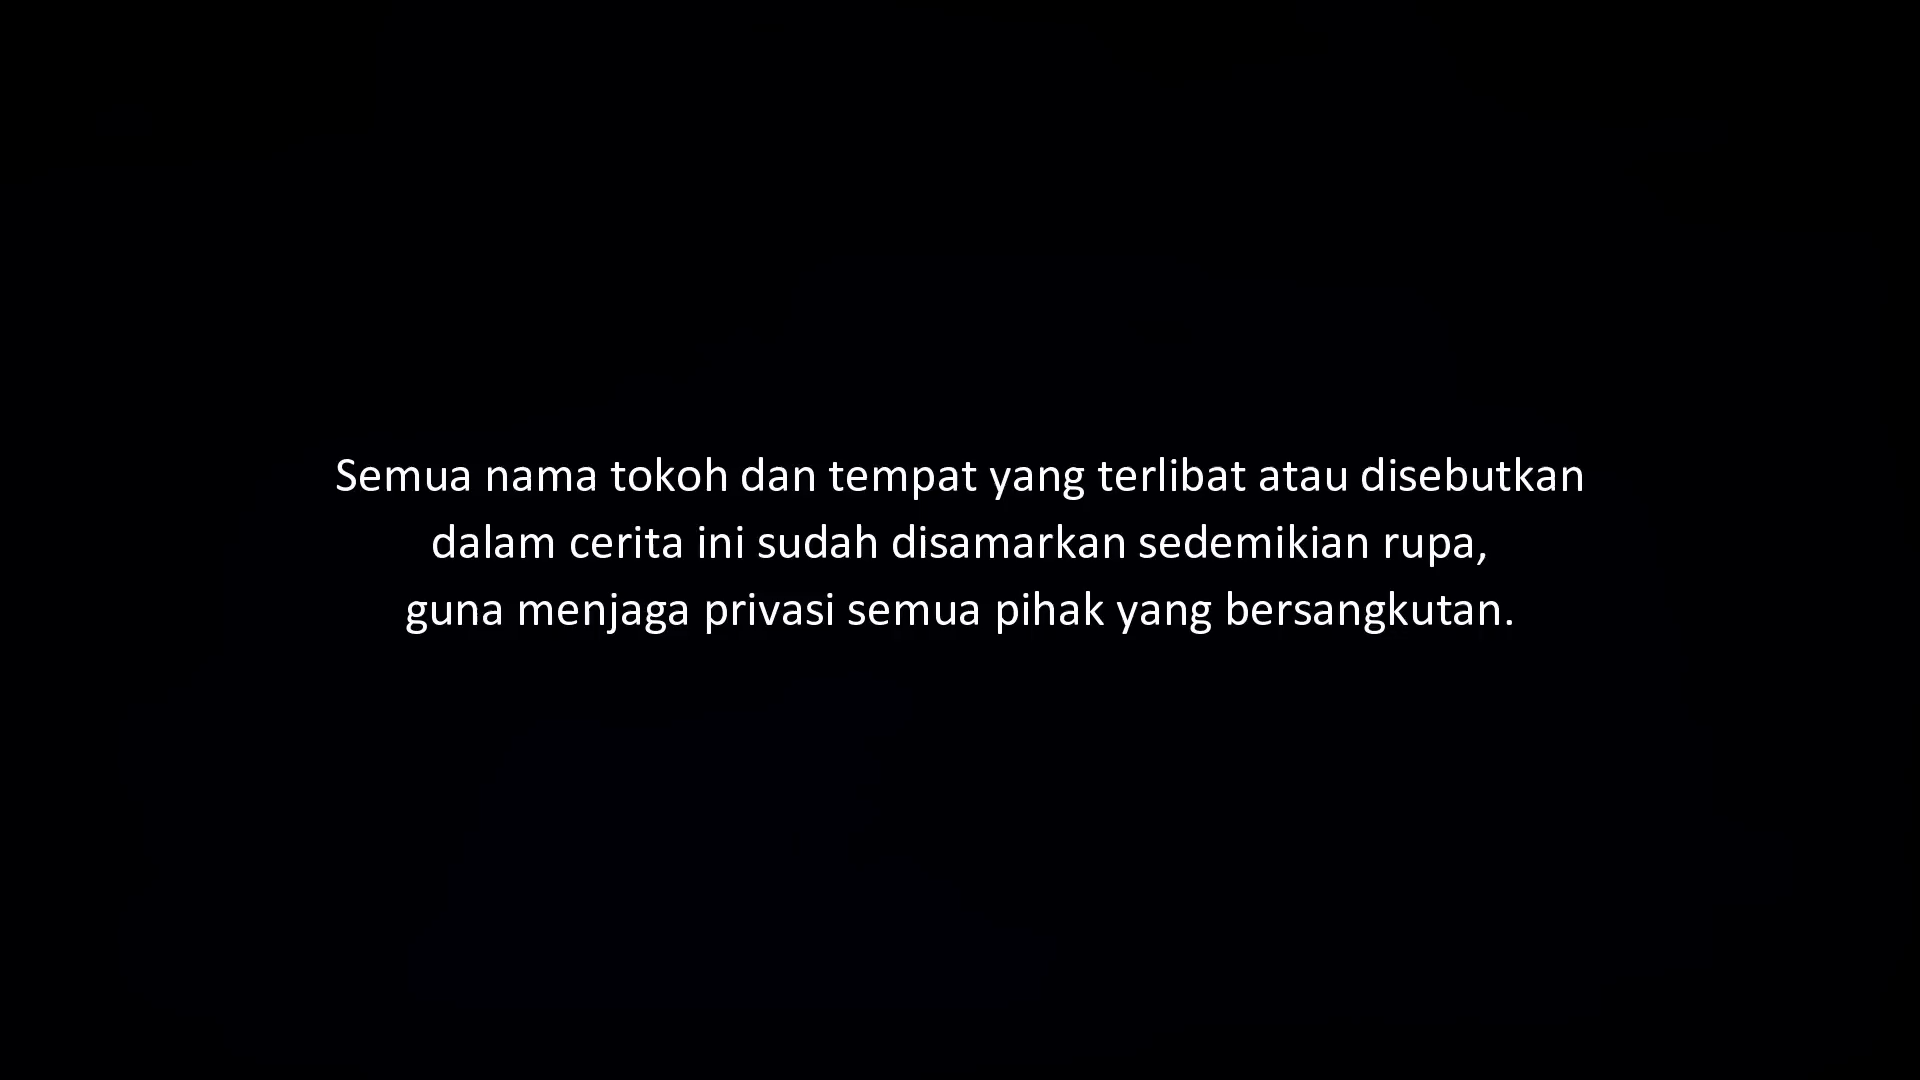 Semua nama tokoh dan tempat yang terlibat atau disebutkan
dalam cerita ini sudah disamarkan sedemikian rupa,
guna menjaga privasi semua pihak yang bersangkutan.